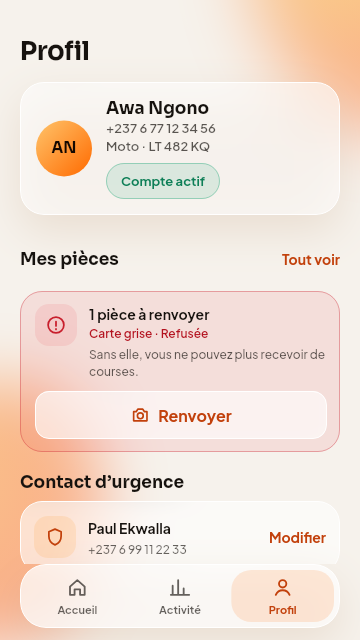 Profil
AN
Awa Ngono
+237 6 77 12 34 56
Moto · LT 482 KQ
Compte actif
Mes pièces
Tout voir
1 pièce à renvoyer
Carte grise · Refusée
Sans elle, vous ne pouvez plus recevoir de
courses.
Renvoyer
Contact d’urgence
Paul Ekwalla
+237 6 99 11 22 33
Modifier
Accueil
Activité
Profil